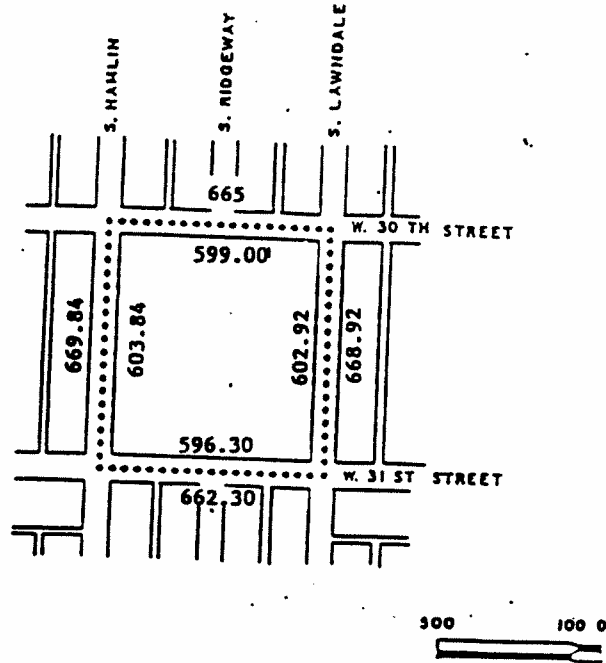 S. HAMLIN
S. RIDGEWAY
S. LAWNDALE
665
W. 30 TH STREET
599.00'
669.84
603.84
602.92
668.92
596.30
W. 31 ST STREET
662.30
300 100 0